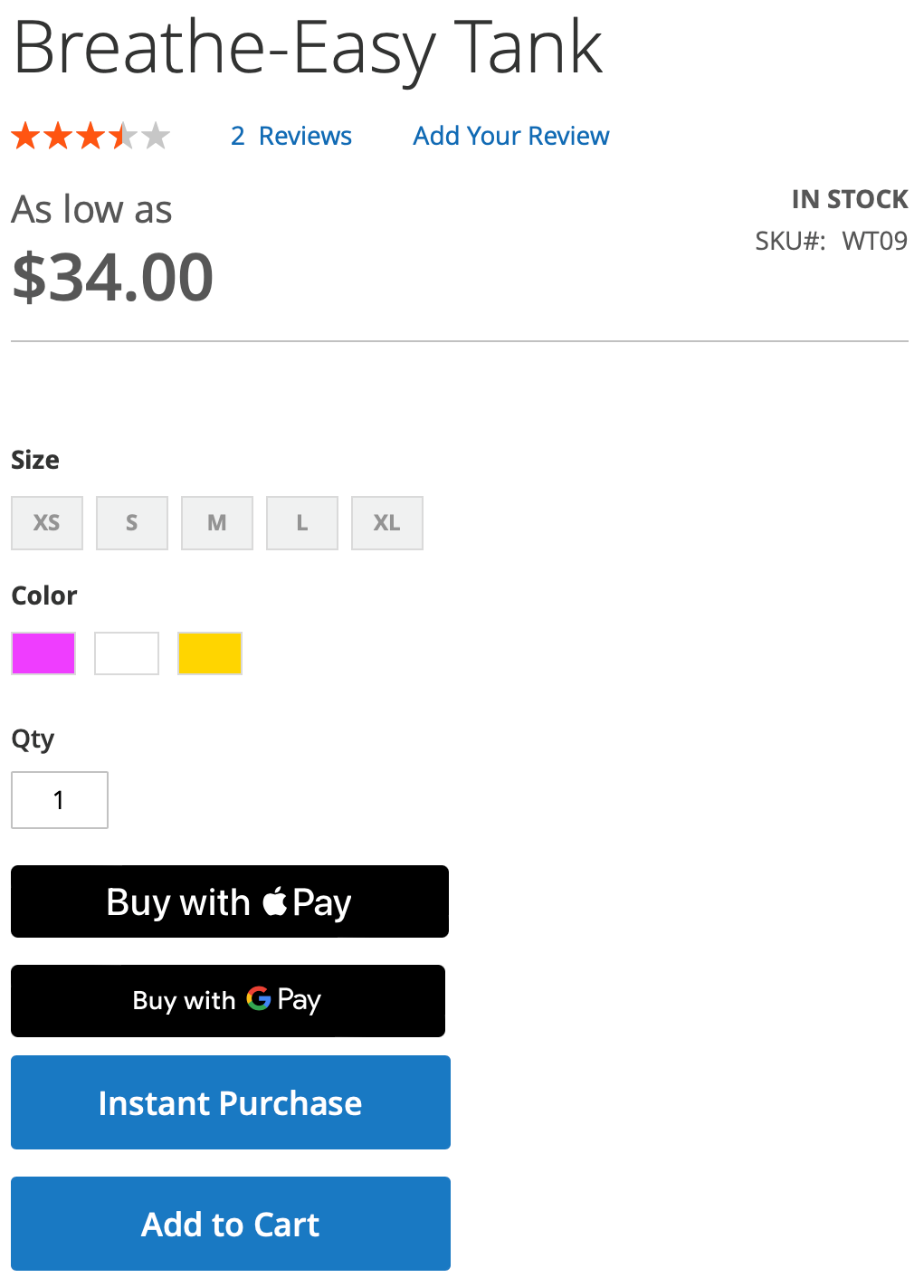 Breathe-Easy Tank
2 Reviews Add Your Review
As low as
$34.00
IN STOCK
SKU#: WT09
Size
XS S M L XL
Color
Qty
1
Buy with Pay
Buy with G Pay
Instant Purchase
Add to Cart